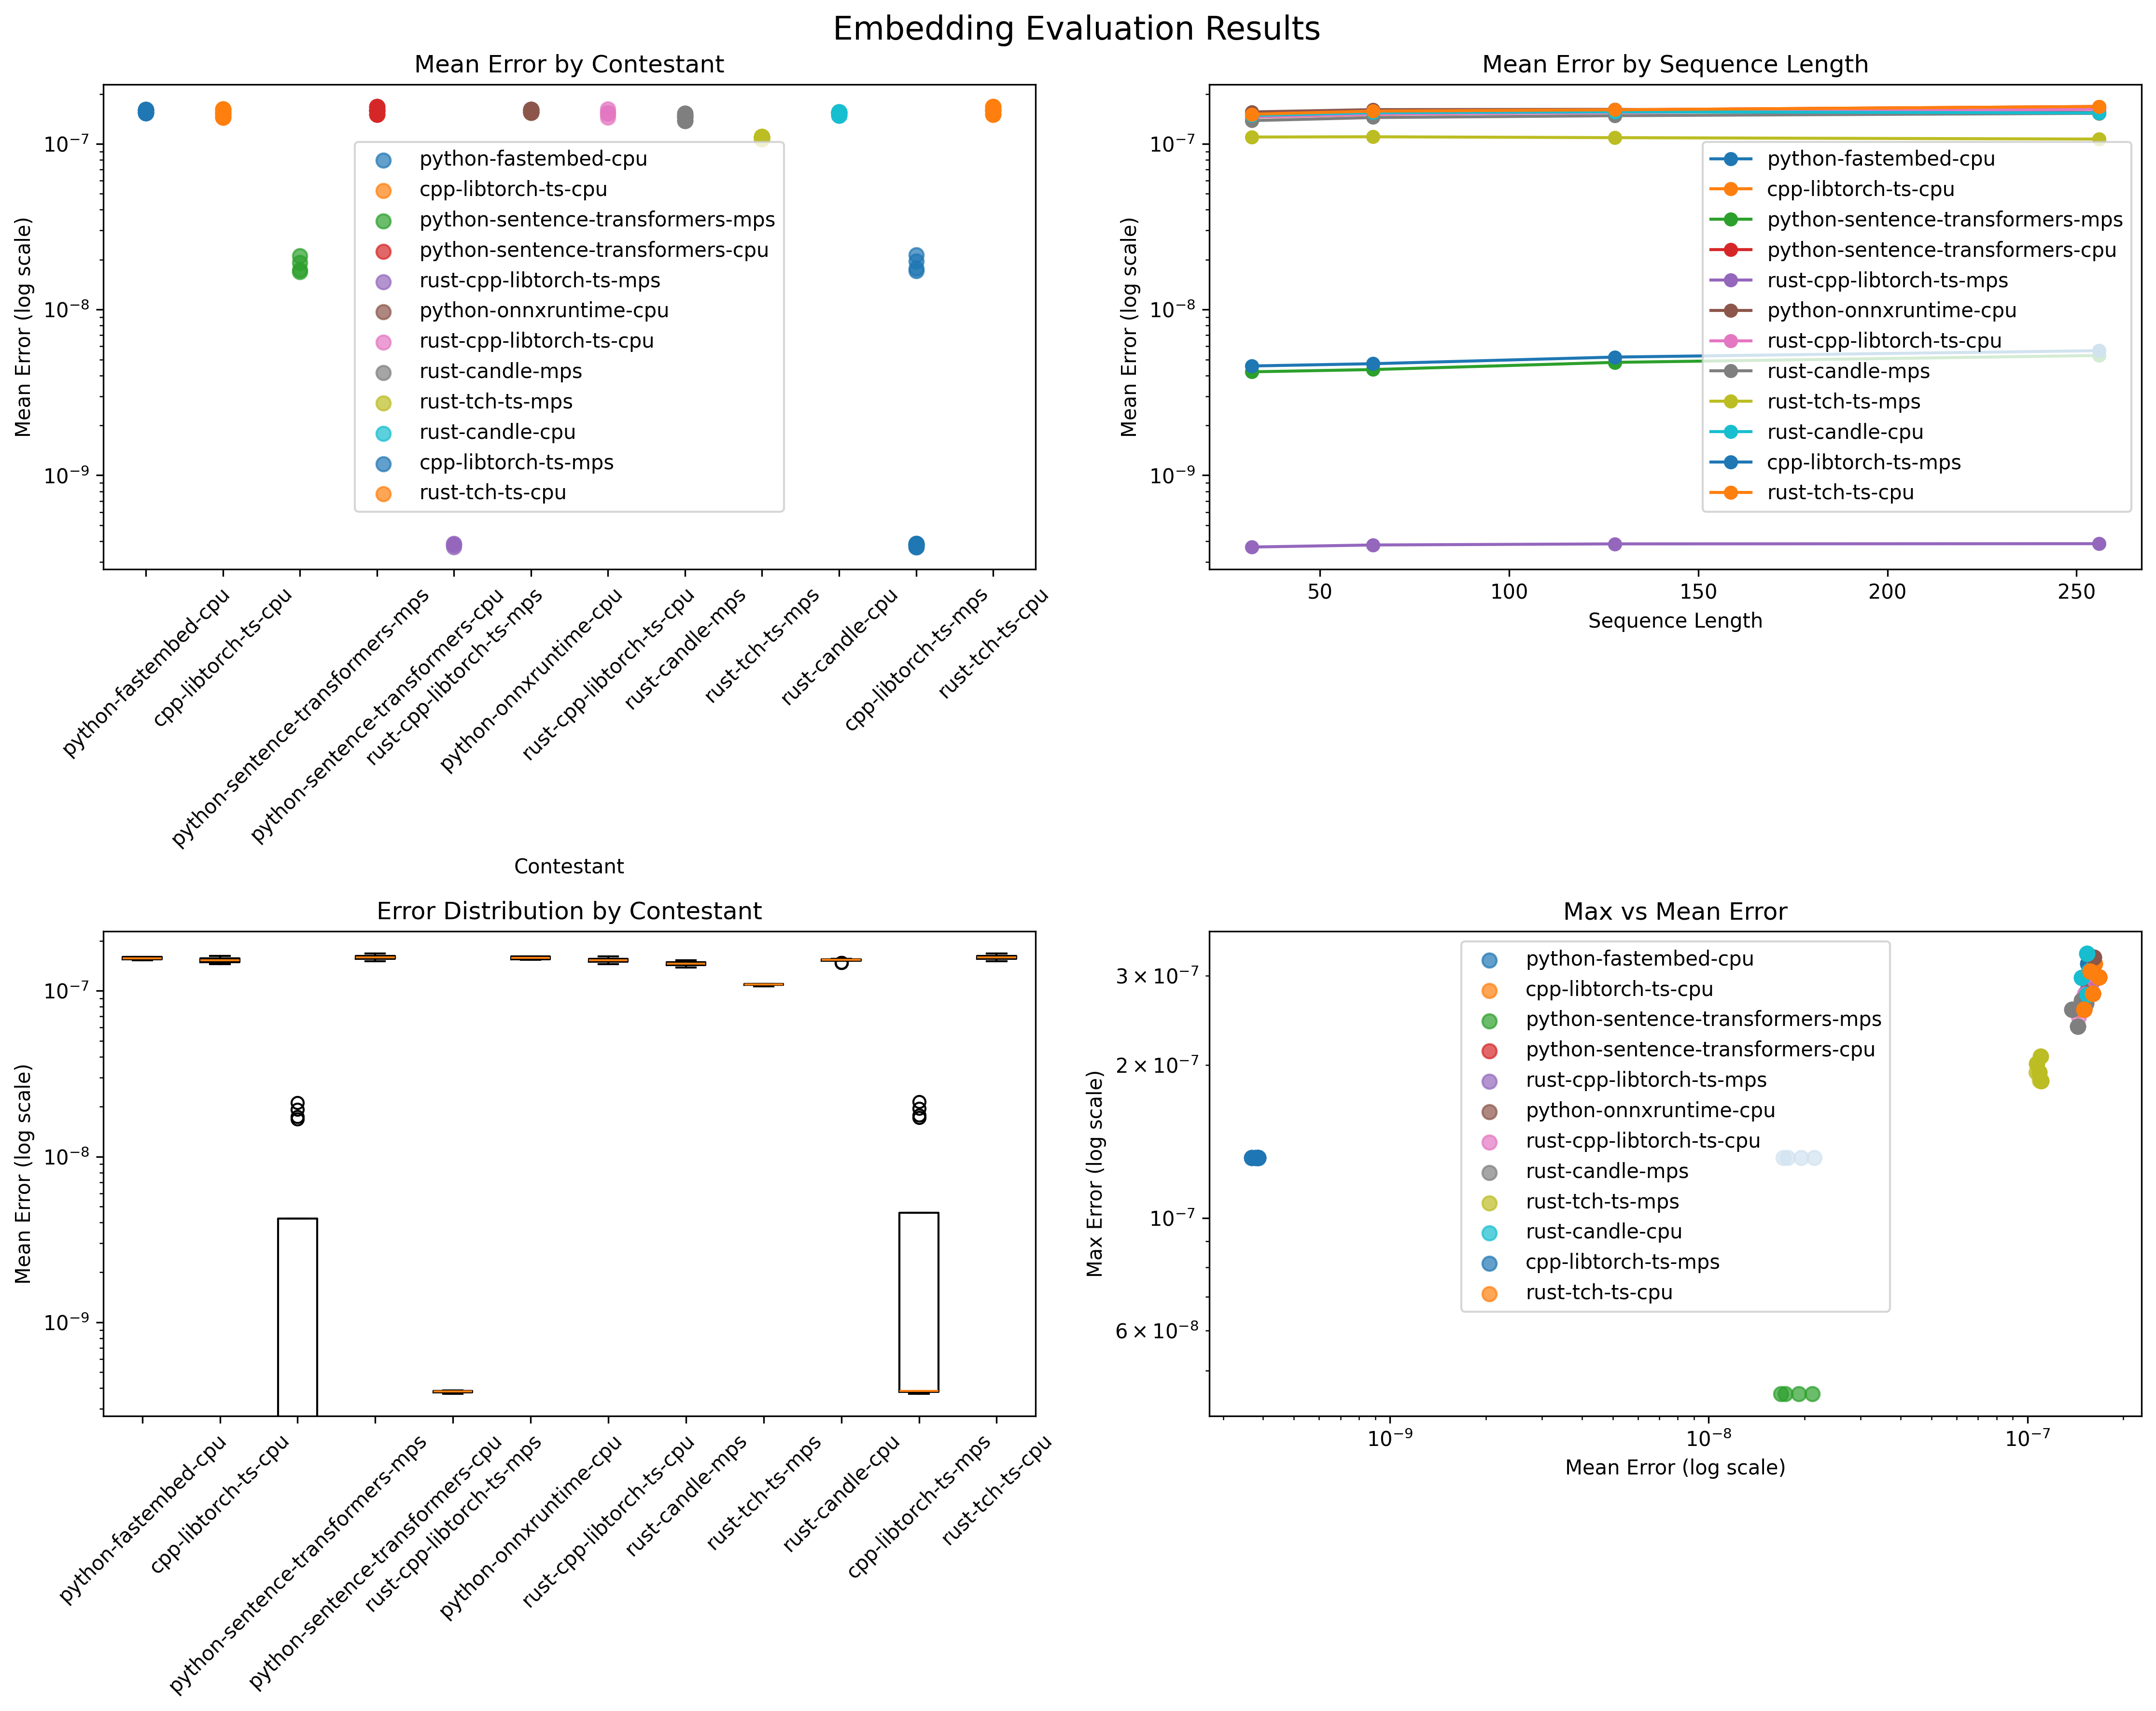 Embedding Evaluation Results
Mean Error by Contestant
Mean Error (log scale)
10⁻⁷
10⁻⁸
10⁻⁹
python-fastembed-cpu
cpp-libtorch-ts-cpu
python-sentence-transformers-mps
python-sentence-transformers-cpu
rust-cpp-libtorch-ts-mps
python-onnxruntime-cpu
rust-cpp-libtorch-ts-cpu
rust-candle-mps
rust-tch-ts-mps
rust-candle-cpu
cpp-libtorch-ts-mps
rust-tch-ts-cpu
python-fastembed-cpu
cpp-libtorch-ts-cpu
python-sentence-transformers-mps
python-sentence-transformers-cpu
rust-cpp-libtorch-ts-mps
python-onnxruntime-cpu
rust-cpp-libtorch-ts-cpu
rust-candle-mps
rust-tch-ts-mps
rust-candle-cpu
cpp-libtorch-ts-mps
rust-tch-ts-cpu
Contestant
Mean Error by Sequence Length
Mean Error (log scale)
10⁻⁷
10⁻⁸
10⁻⁹
python-fastembed-cpu
cpp-libtorch-ts-cpu
python-sentence-transformers-mps
python-sentence-transformers-cpu
rust-cpp-libtorch-ts-mps
python-onnxruntime-cpu
rust-cpp-libtorch-ts-cpu
rust-candle-mps
rust-tch-ts-mps
rust-candle-cpu
cpp-libtorch-ts-mps
rust-tch-ts-cpu
50 100 150 200 250
Sequence Length
Error Distribution by Contestant
Mean Error (log scale)
10⁻⁷
10⁻⁸
10⁻⁹
python-fastembed-cpu
cpp-libtorch-ts-cpu
python-sentence-transformers-mps
python-sentence-transformers-cpu
rust-cpp-libtorch-ts-mps
python-onnxruntime-cpu
rust-cpp-libtorch-ts-cpu
rust-candle-mps
rust-tch-ts-mps
rust-candle-cpu
cpp-libtorch-ts-mps
rust-tch-ts-cpu
Max vs Mean Error
Max Error (log scale)
3 × 10⁻⁷
2 × 10⁻⁷
10⁻⁷
6 × 10⁻⁸
python-fastembed-cpu
cpp-libtorch-ts-cpu
python-sentence-transformers-mps
python-sentence-transformers-cpu
rust-cpp-libtorch-ts-mps
python-onnxruntime-cpu
rust-cpp-libtorch-ts-cpu
rust-candle-mps
rust-tch-ts-mps
rust-candle-cpu
cpp-libtorch-ts-mps
rust-tch-ts-cpu
10⁻⁹ 10⁻⁸ 10⁻⁷
Mean Error (log scale)